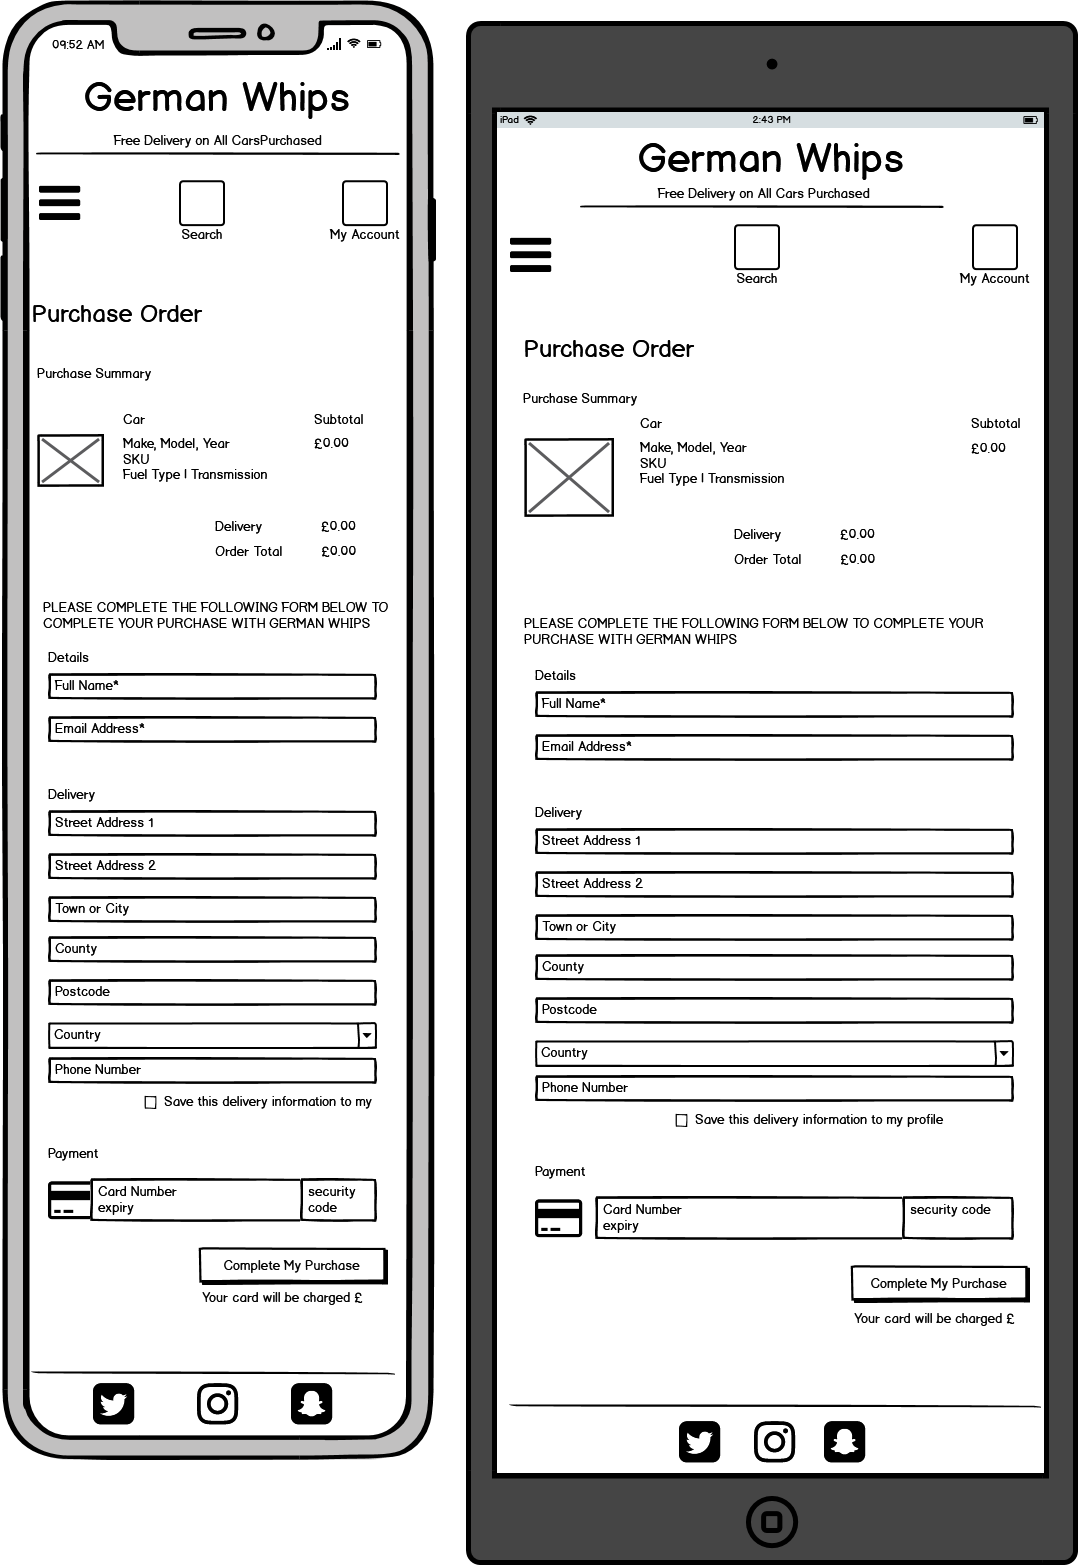 09:52 AM
German Whips
Free Delivery on All CarsPurchased
Search
My Account
Purchase Order
Purchase Summary
Car Subtotal
Make, Model, Year £0.00
SKU
Fuel Type | Transmission
Delivery £0.00
Order Total £0.00
PLEASE COMPLETE THE FOLLOWING FORM BELOW TO
COMPLETE YOUR PURCHASE WITH GERMAN WHIPS
Details
Full Name*
Email Address*
Delivery
Street Address 1
Street Address 2
Town or City
County
Postcode
Country
Phone Number
Save this delivery information to my
Payment
Card Number
expiry
security
code
Complete My Purchase
Your card will be charged £
iPad 2:43 PM
German Whips
Free Delivery on All Cars Purchased
Search
My Account
Purchase Order
Purchase Summary
Car Subtotal
Make, Model, Year £0.00
SKU
Fuel Type | Transmission
Delivery £0.00
Order Total £0.00
PLEASE COMPLETE THE FOLLOWING FORM BELOW TO COMPLETE YOUR
PURCHASE WITH GERMAN WHIPS
Details
Full Name*
Email Address*
Delivery
Street Address 1
Street Address 2
Town or City
County
Postcode
Country
Phone Number
Save this delivery information to my profile
Payment
Card Number
expiry
security code
Complete My Purchase
Your card will be charged £